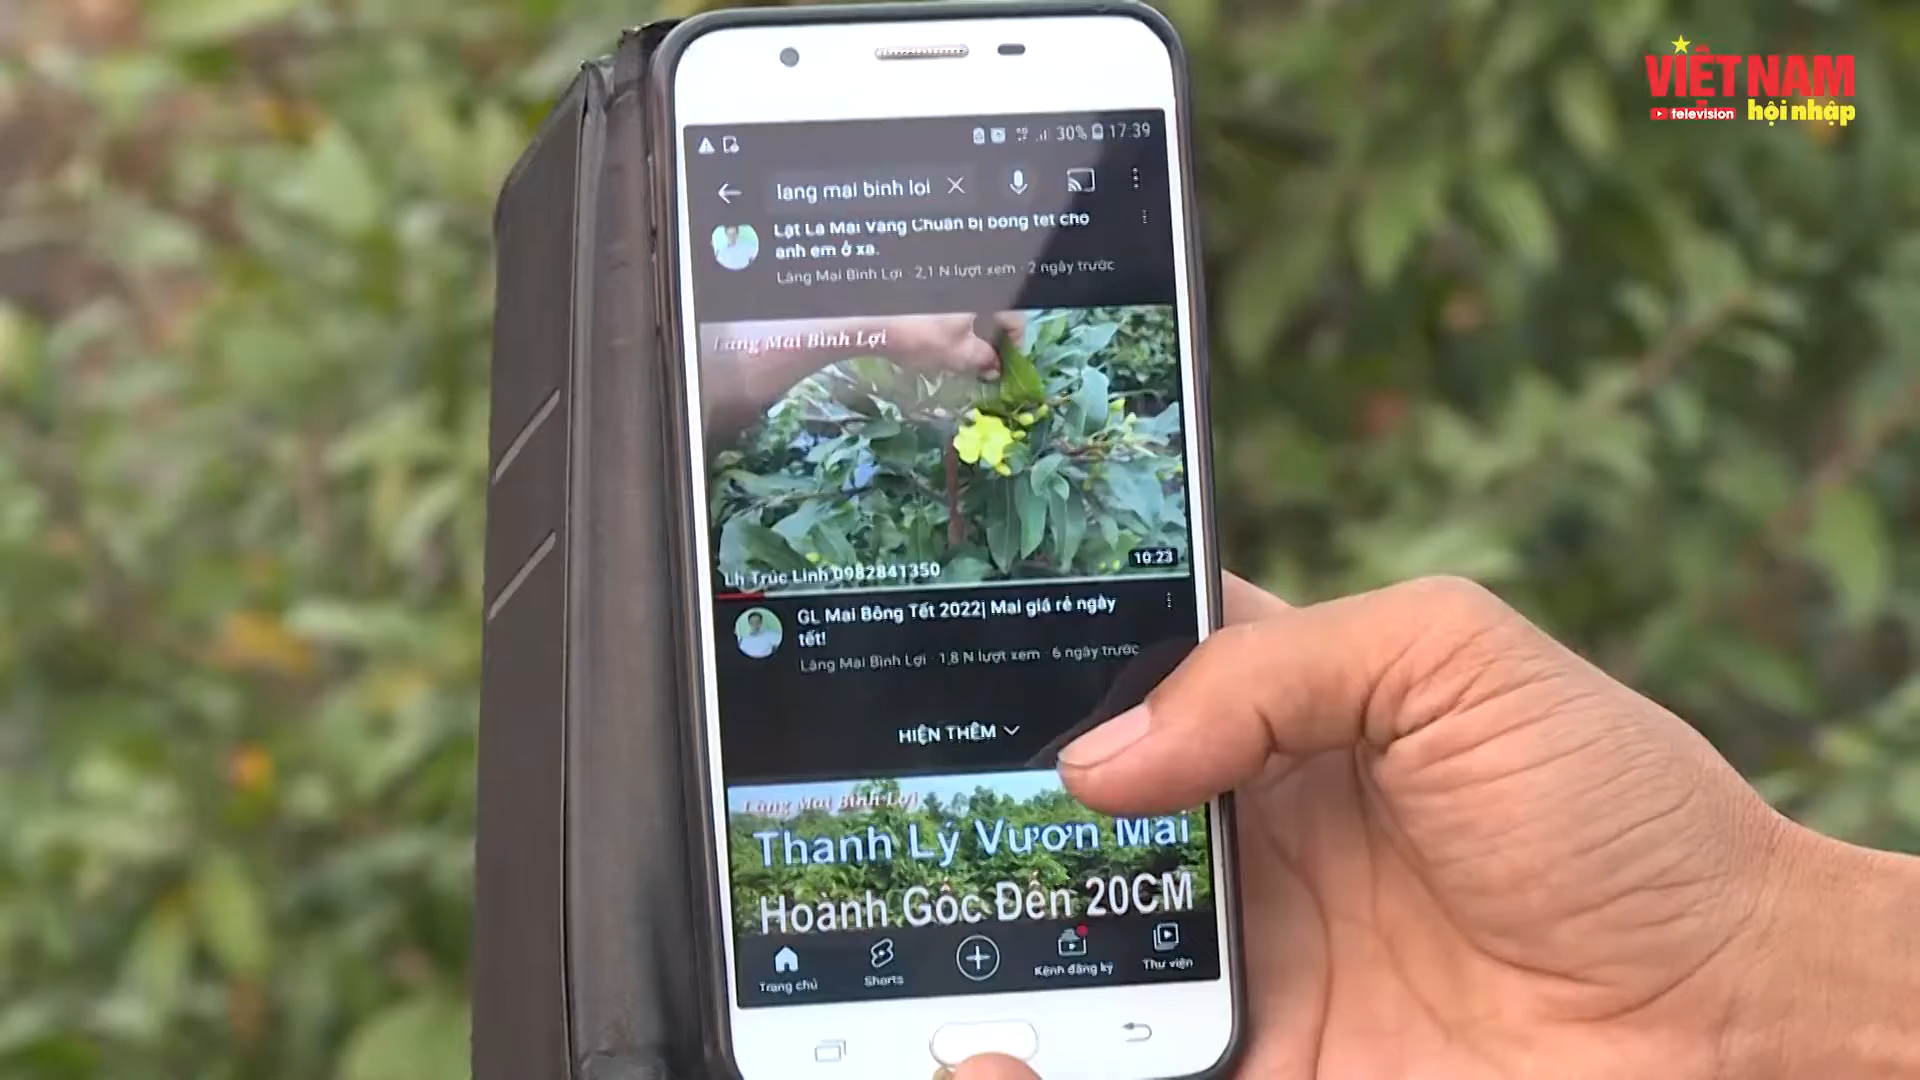 VIỆT NAM
television hội nhập
30% 17:39
lang mai binh loi
Lặt Lá Mai Vàng Chuẩn bị bông tết cho
anh em ở xa.
Làng Mai Bình Lợi · 2,1 N lượt xem · 2 ngày trước
Làng Mai Bình Lợi
10:23
Lh Trúc Linh 0982841350
GL Mai Bông Tết 2022| Mai giá rẻ ngày
tết!
Làng Mai Bình Lợi · 1,8 N lượt xem · 6 ngày trước
HIỆN THÊM
Làng Mai Bình Lợi
Thanh Lý Vườn Mai
Hoành Gốc Đến 20CM
Trang chủ
Shorts
Kênh đăng ký
Thư viện